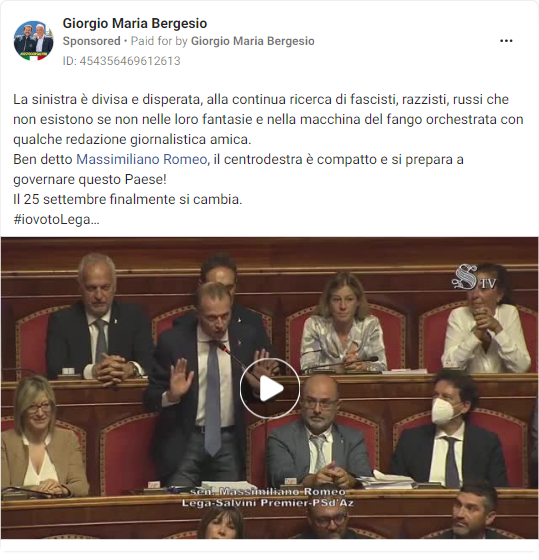 Giorgio Maria Bergesio
Sponsored • Paid for by Giorgio Maria Bergesio
ID: 454356469612613
La sinistra è divisa e disperata, alla continua ricerca di fascisti, razzisti, russi che
non esistono se non nelle loro fantasie e nella macchina del fango orchestrata con
qualche redazione giornalistica amica.
Ben detto Massimiliano Romeo, il centrodestra è compatto e si prepara a
governare questo Paese!
Il 25 settembre finalmente si cambia.
#iovotoLega...
S TV
sen. Massimiliano Romeo
Lega-Salvini Premier-PSd'Az